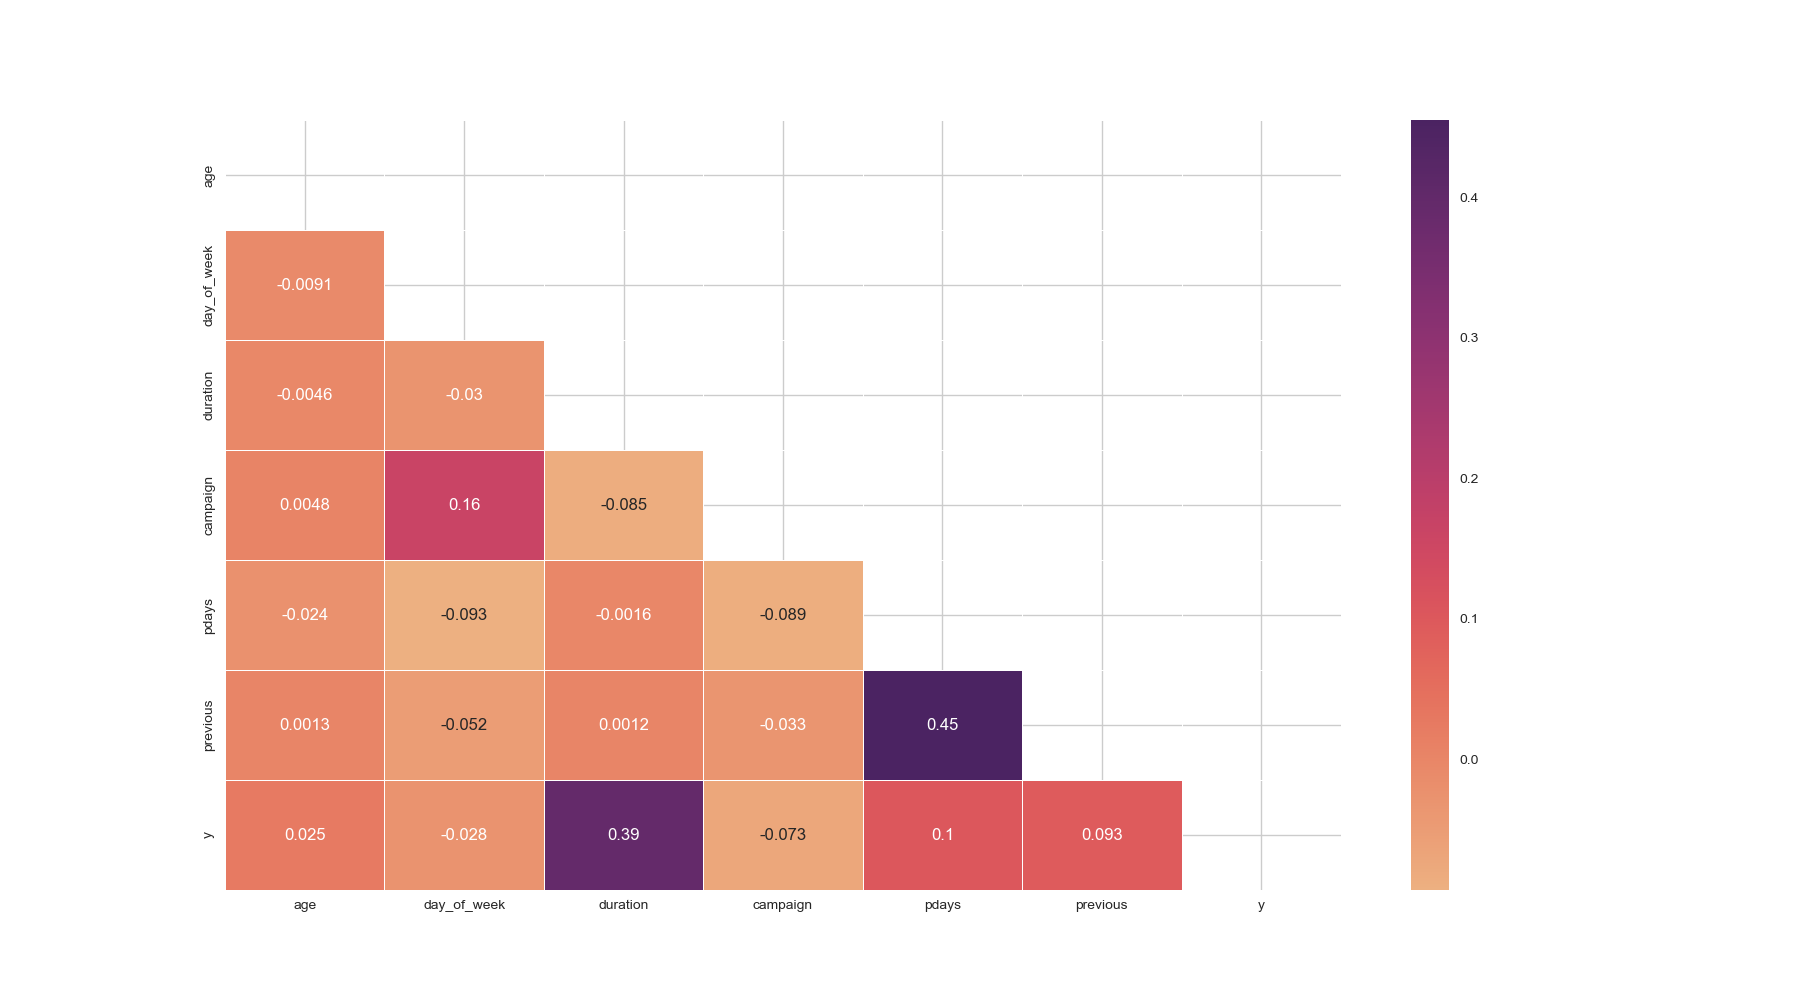 age
day_of_week -0.0091
duration -0.0046 -0.03
campaign 0.0048 0.16 -0.085
pdays -0.024 -0.093 -0.0016 -0.089
previous 0.0013 -0.052 0.0012 -0.033 0.45
y 0.025 -0.028 0.39 -0.073 0.1 0.093
age day_of_week duration campaign pdays previous y
0.4
0.3
0.2
0.1
0.0